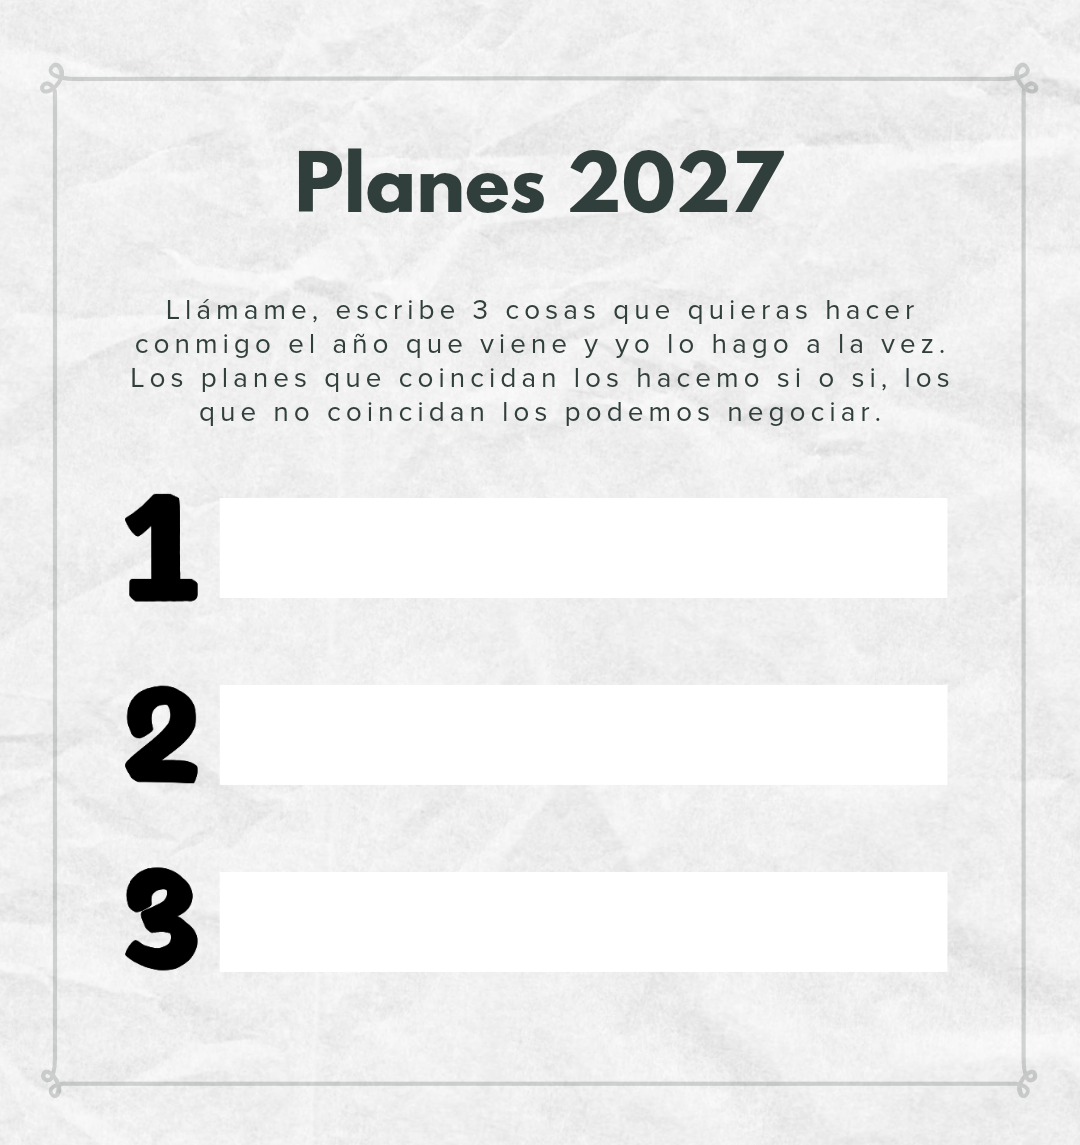 Planes 2027
Llámame, escribe 3 cosas que quieras hacer
conmigo el año que viene y yo lo hago a la vez.
Los planes que coincidan los hacemo si o si, los
que no coincidan los podemos negociar.
1
2
3